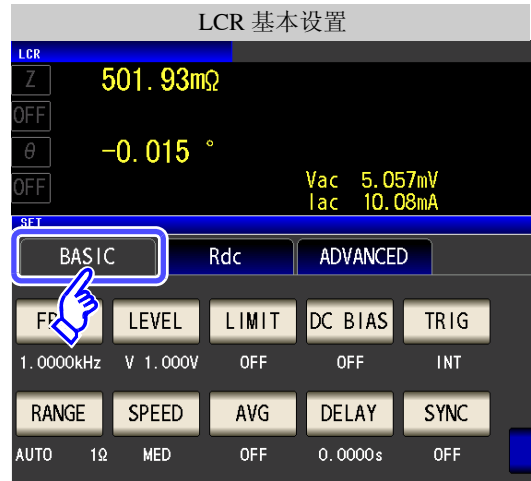 LCR 基本设置
LCR
Z 501.93mΩ
OFF
θ -0.015 °
OFF
Vac 5.057mV
Iac 10.08mA
SET
BASIC Rdc ADVANCED
LEVEL LIMIT DC BIAS TRIG
1.0000kHz V 1.000V OFF OFF INT
RANGE SPEED AVG DELAY SYNC
AUTO 1Ω MED OFF 0.0000s OFF